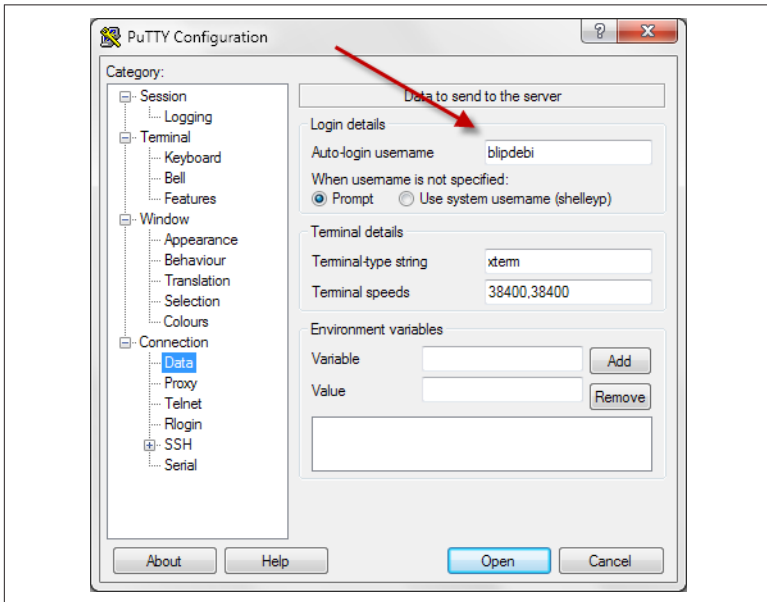 PuTTY Configuration
?
X
Category:
Session
Logging
Terminal
Keyboard
Bell
Features
Window
Appearance
Behaviour
Translation
Selection
Colours
Connection
Data
Proxy
Telnet
Rlogin
SSH
Serial
Data to send to the server
Login details
Auto-login username blipdebi
When username is not specified:
Prompt Use system username (shelleyp)
Terminal details
Terminal-type string xterm
Terminal speeds 38400,38400
Environment variables
Variable Add
Value Remove
About Help Open Cancel